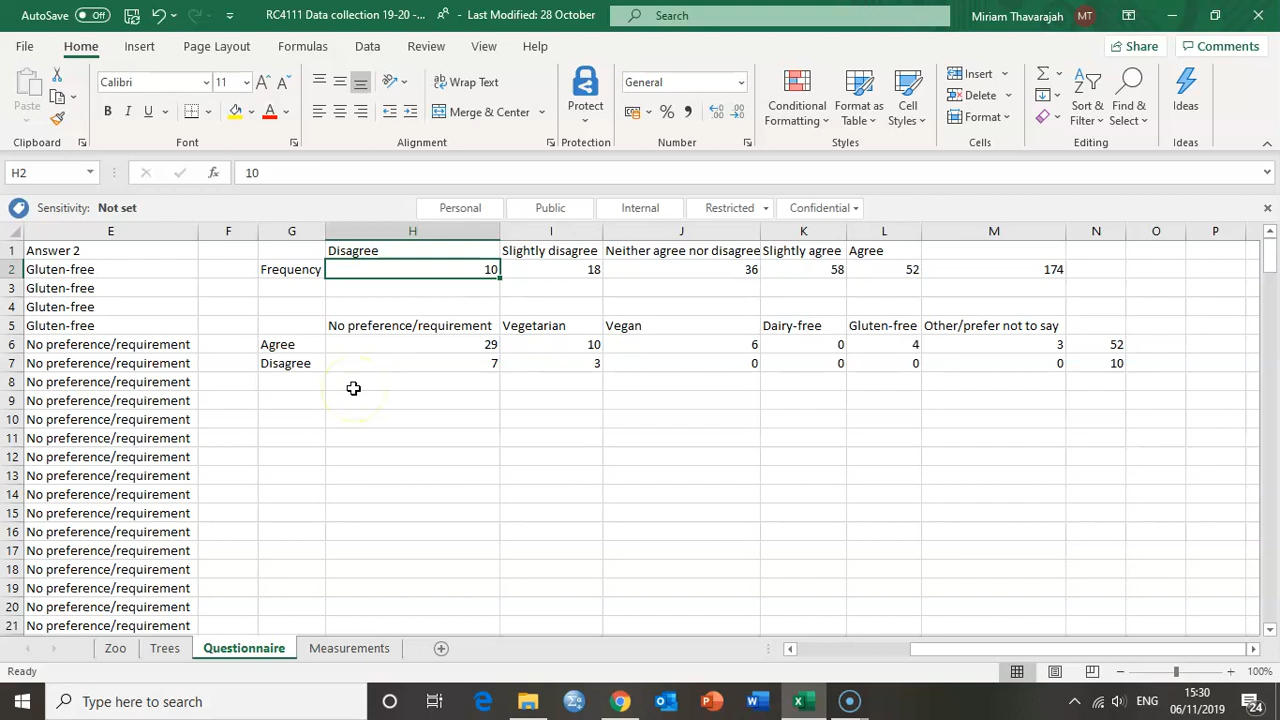 AutoSave Off RC4111 Data collection 19-20 -... - Last Modified: 28 October Search Miriam Thavarajah MT
File Home Insert Page Layout Formulas Data Review View Help Share Comments
Paste Calibri 11 Wrap Text General Insert
B I U Merge & Center Protect Conditional Formatting Format as Table Cell Styles Delete Sort & Filter Find & Select Ideas
Format
Clipboard Font Alignment Protection Number Styles Cells Editing Ideas
H2 fx 10
Sensitivity: Not set Personal Public Internal Restricted Confidential
E F G H I J K L M N O P
1 Answer 2 Disagree Slightly disagree Neither agree nor disagree Slightly agree Agree
2 Gluten-free Frequency 10 18 36 58 52 174
3 Gluten-free
4 Gluten-free
5 Gluten-free No preference/requirement Vegetarian Vegan Dairy-free Gluten-free Other/prefer not to say
6 No preference/requirement Agree 29 10 6 0 4 3 52
7 No preference/requirement Disagree 7 3 0 0 0 0 10
8 No preference/requirement
9 No preference/requirement
10 No preference/requirement
11 No preference/requirement
12 No preference/requirement
13 No preference/requirement
14 No preference/requirement
15 No preference/requirement
16 No preference/requirement
17 No preference/requirement
18 No preference/requirement
19 No preference/requirement
20 No preference/requirement
21 No preference/requirement
Zoo Trees Questionnaire Measurements
Ready 100%
Type here to search ENG 15:30
06/11/2019 24